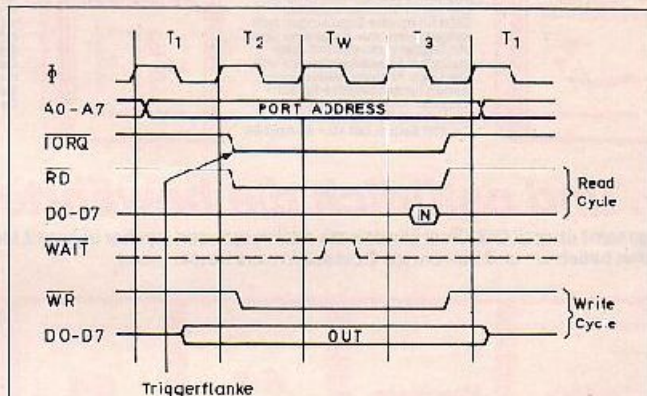 T1 T2 TW T3 T1
Φ
A0-A7 PORT ADDRESS
IORQ
RD Read
D0-D7 IN Cycle
WAIT
WR Write
D0-D7 OUT Cycle
Triggerflanke